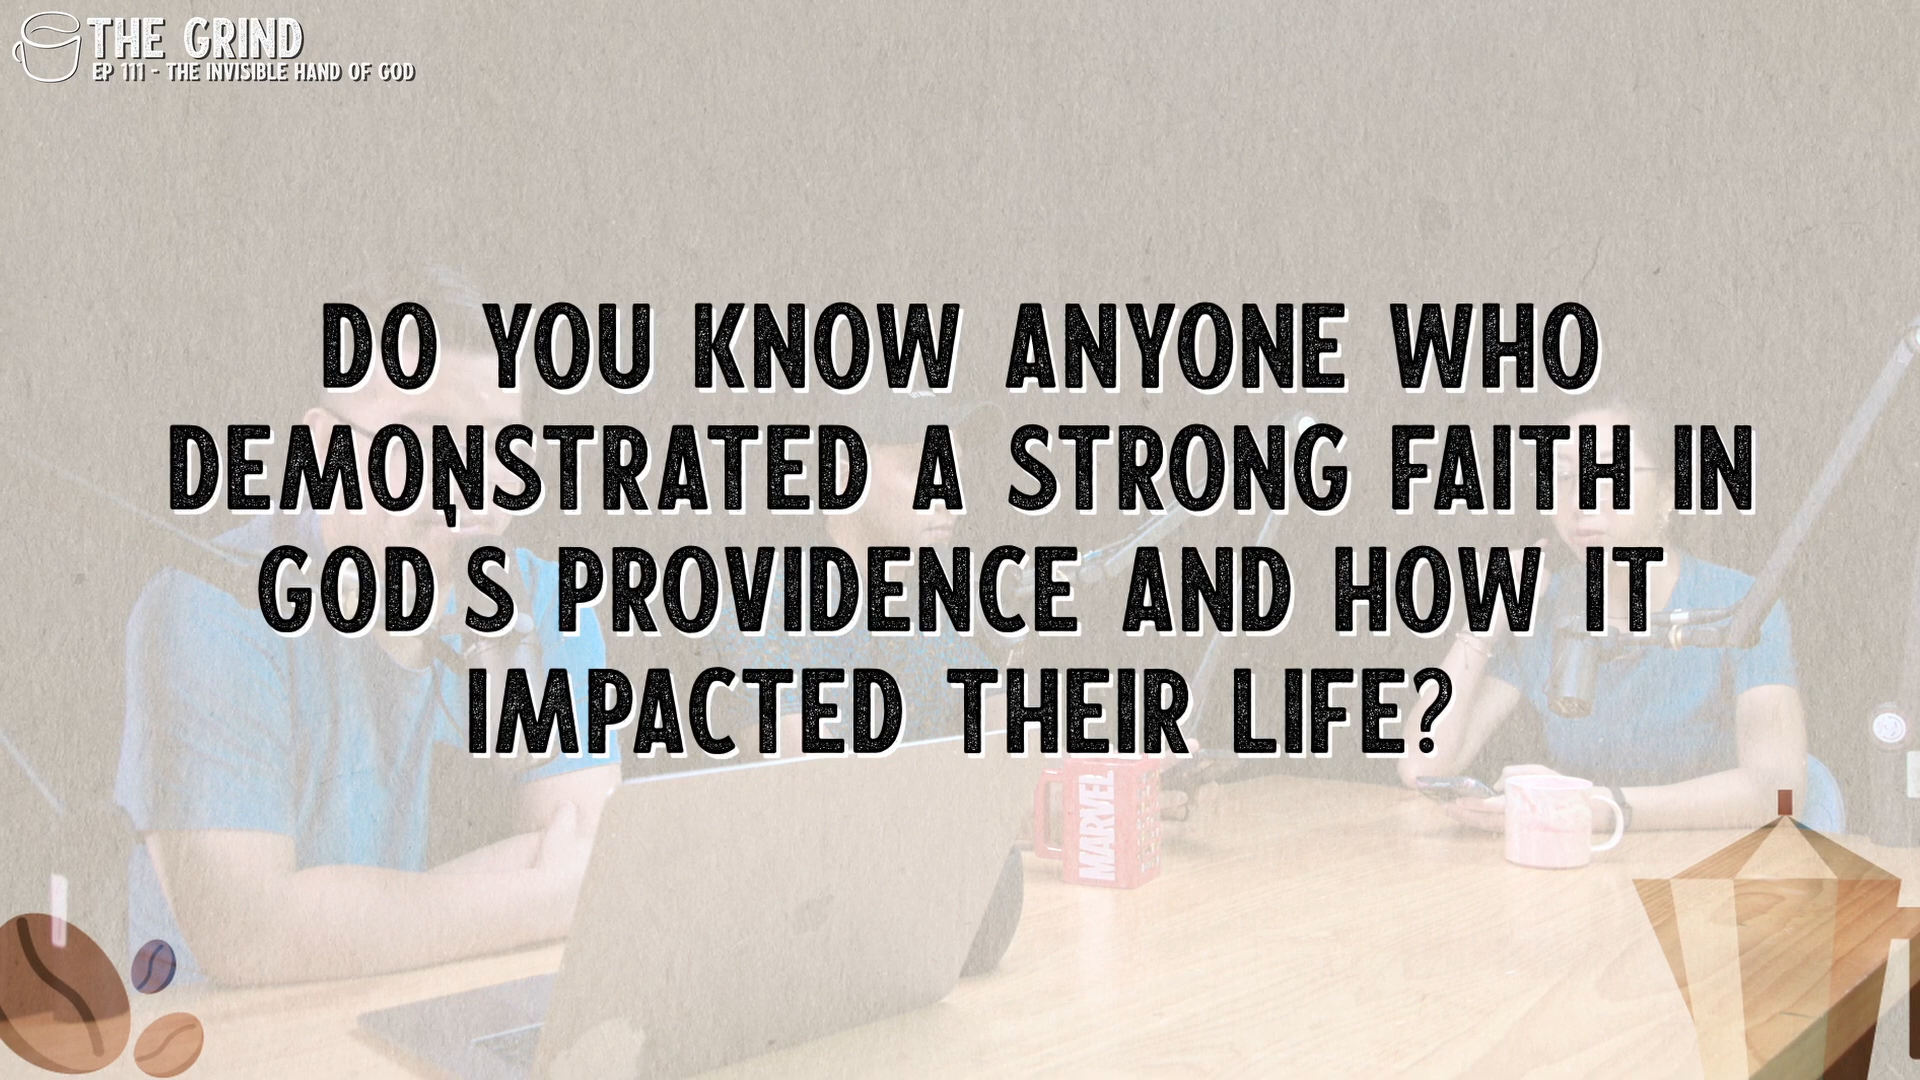 THE GRIND
EP 111 - THE INVISIBLE HAND OF GOD
DO YOU KNOW ANYONE WHO
DEMONSTRATED A STRONG FAITH IN
GOD'S PROVIDENCE AND HOW IT
IMPACTED THEIR LIFE?
MARVEL